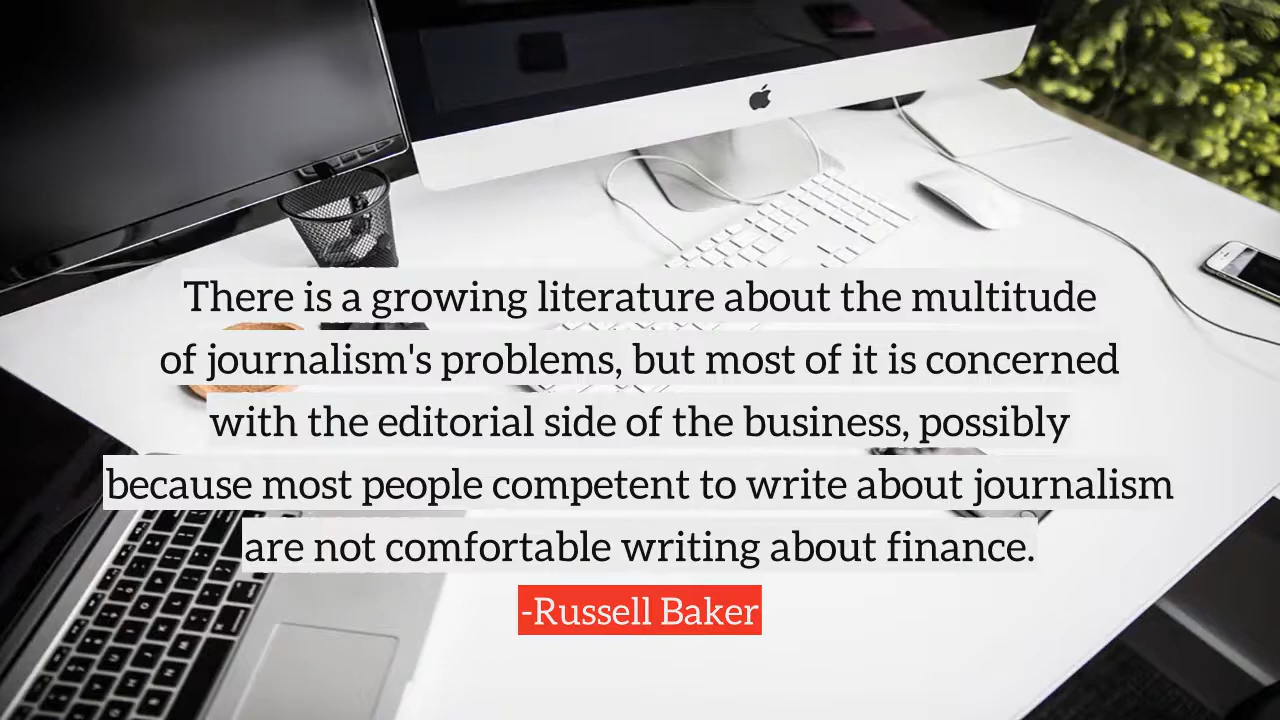 There is a growing literature about the multitude
of journalism's problems, but most of it is concerned
with the editorial side of the business, possibly
because most people competent to write about journalism
are not comfortable writing about finance.
-Russell Baker